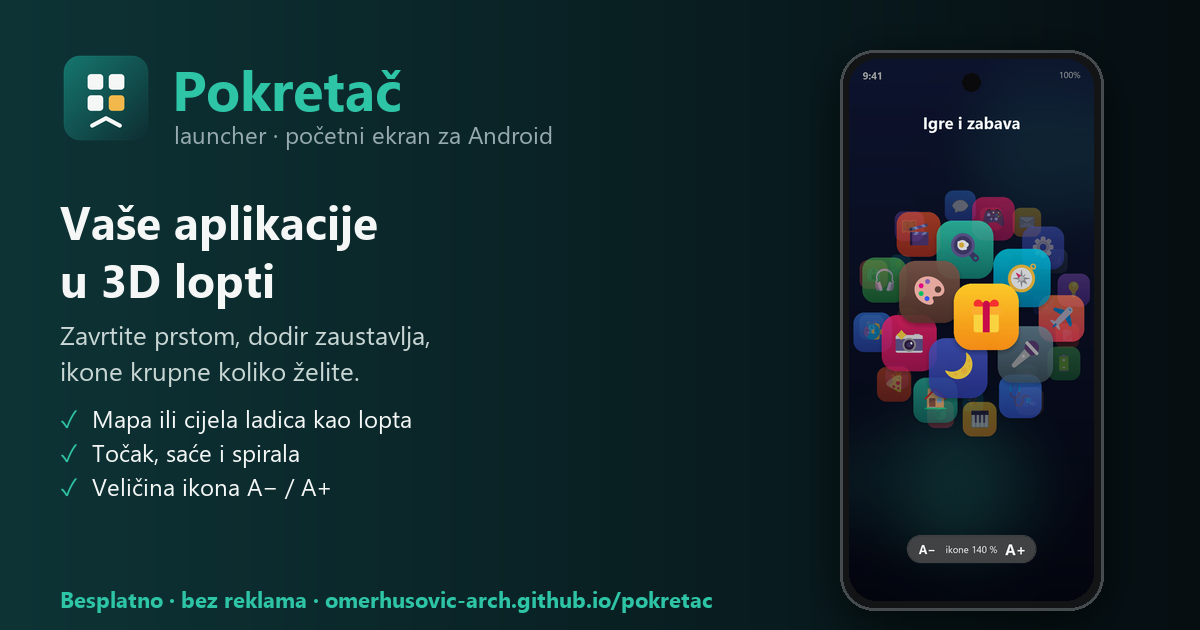 Pokretač
launcher · početni ekran za Android
Vaše aplikacije
u 3D lopti
Zavrtite prstom, dodir zaustavlja,
ikone krupne koliko želite.
✓ Mapa ili cijela ladica kao lopta
✓ Točak, saće i spirala
✓ Veličina ikona A− / A+
Besplatno · bez reklama · omerhusovic-arch.github.io/pokretac
9:41
100%
Igre i zabava
A− ikone 140 % A+